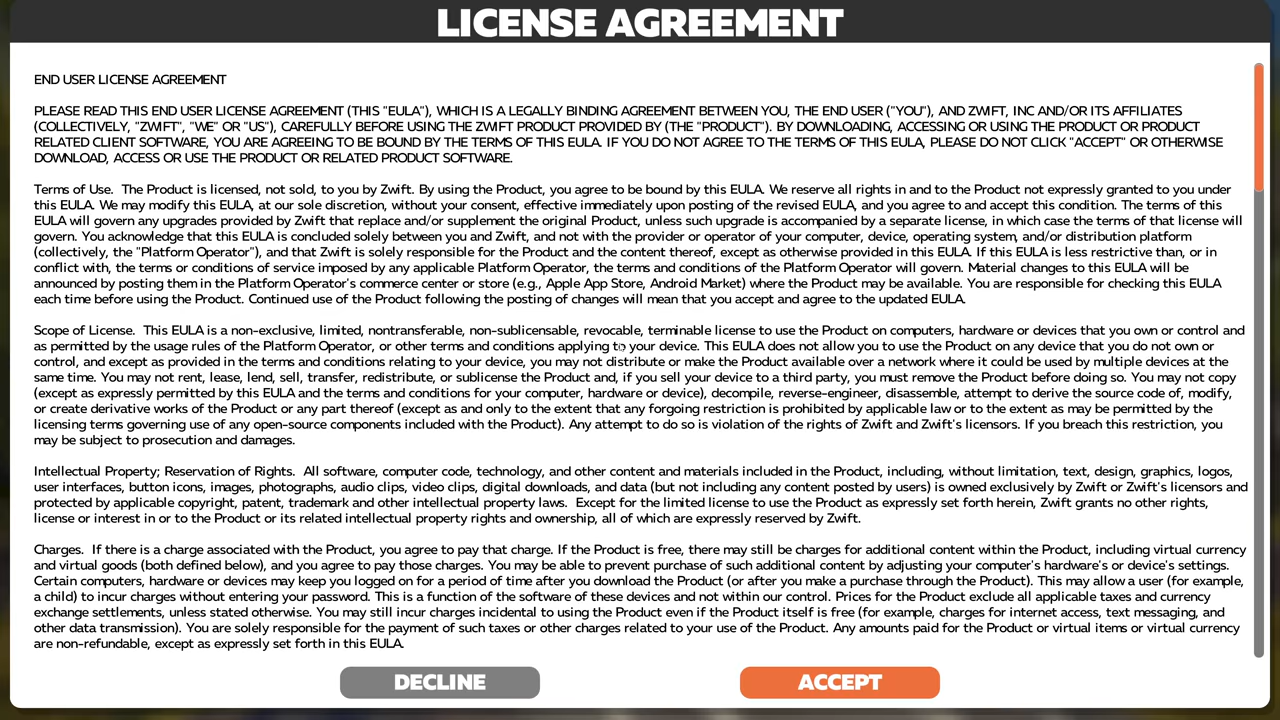 LICENSE AGREEMENT
END USER LICENSE AGREEMENT
PLEASE READ THIS END USER LICENSE AGREEMENT (THIS "EULA"), WHICH IS A LEGALLY BINDING AGREEMENT BETWEEN YOU, THE END USER ("YOU"), AND ZWIFT, INC AND/OR ITS AFFILIATES
(COLLECTIVELY, "ZWIFT", "WE" OR "US"), CAREFULLY BEFORE USING THE ZWIFT PRODUCT PROVIDED BY (THE "PRODUCT"). BY DOWNLOADING, ACCESSING OR USING THE PRODUCT OR PRODUCT
RELATED CLIENT SOFTWARE, YOU ARE AGREEING TO BE BOUND BY THE TERMS OF THIS EULA. IF YOU DO NOT AGREE TO THE TERMS OF THIS EULA, PLEASE DO NOT CLICK "ACCEPT" OR OTHERWISE
DOWNLOAD, ACCESS OR USE THE PRODUCT OR RELATED PRODUCT SOFTWARE.
Terms of Use. The Product is licensed, not sold, to you by Zwift. By using the Product, you agree to be bound by this EULA. We reserve all rights in and to the Product not expressly granted to you under
this EULA. We may modify this EULA, at our sole discretion, without your consent, effective immediately upon posting of the revised EULA, and you agree to and accept this condition. The terms of this
EULA will govern any upgrades provided by Zwift that replace and/or supplement the original Product, unless such upgrade is accompanied by a separate license, in which case the terms of that license will
govern. You acknowledge that this EULA is concluded solely between you and Zwift, and not with the provider or operator of your computer, device, operating system, and/or distribution platform
(collectively, the "Platform Operator"), and that Zwift is solely responsible for the Product and the content thereof, except as otherwise provided in this EULA. If this EULA is less restrictive than, or in
conflict with, the terms or conditions of service imposed by any applicable Platform Operator, the terms and conditions of the Platform Operator will govern. Material changes to this EULA will be
announced by posting them in the Platform Operator's commerce center or store (e.g., Apple App Store, Android Market) where the Product may be available. You are responsible for checking this EULA
each time before using the Product. Continued use of the Product following the posting of changes will mean that you accept and agree to the updated EULA.
Scope of License. This EULA is a non-exclusive, limited, nontransferable, non-sublicensable, revocable, terminable license to use the Product on computers, hardware or devices that you own or control and
as permitted by the usage rules of the Platform Operator, or other terms and conditions applying to your device. This EULA does not allow you to use the Product on any device that you do not own or
control, and except as provided in the terms and conditions relating to your device, you may not distribute or make the Product available over a network where it could be used by multiple devices at the
same time. You may not rent, lease, lend, sell, transfer, redistribute, or sublicense the Product and, if you sell your device to a third party, you must remove the Product before doing so. You may not copy
(except as expressly permitted by this EULA and the terms and conditions for your computer, hardware or device), decompile, reverse-engineer, disassemble, attempt to derive the source code of, modify,
or create derivative works of the Product or any part thereof (except as and only to the extent that any forgoing restriction is prohibited by applicable law or to the extent as may be permitted by the
licensing terms governing use of any open-source components included with the Product). Any attempt to do so is violation of the rights of Zwift and Zwift's licensors. If you breach this restriction, you
may be subject to prosecution and damages.
Intellectual Property; Reservation of Rights. All software, computer code, technology, and other content and materials included in the Product, including, without limitation, text, design, graphics, logos,
user interfaces, button icons, images, photographs, audio clips, video clips, digital downloads, and data (but not including any content posted by users) is owned exclusively by Zwift or Zwift's licensors and
protected by applicable copyright, patent, trademark and other intellectual property laws. Except for the limited license to use the Product as expressly set forth herein, Zwift grants no other rights,
license or interest in or to the Product or its related intellectual property rights and ownership, all of which are expressly reserved by Zwift.
Charges. If there is a charge associated with the Product, you agree to pay that charge. If the Product is free, there may still be charges for additional content within the Product, including virtual currency
and virtual goods (both defined below), and you agree to pay those charges. You may be able to prevent purchase of such additional content by adjusting your computer's hardware's or device's settings.
Certain computers, hardware or devices may keep you logged on for a period of time after you download the Product (or after you make a purchase through the Product). This may allow a user (for example,
a child) to incur charges without entering your password. This is a function of the software of these devices and not within our control. Prices for the Product exclude all applicable taxes and currency
exchange settlements, unless stated otherwise. You may still incur charges incidental to using the Product even if the Product itself is free (for example, charges for internet access, text messaging, and
other data transmission). You are solely responsible for the payment of such taxes or other charges related to your use of the Product. Any amounts paid for the Product or virtual items or virtual currency
are non-refundable, except as expressly set forth in this EULA.
DECLINE
ACCEPT